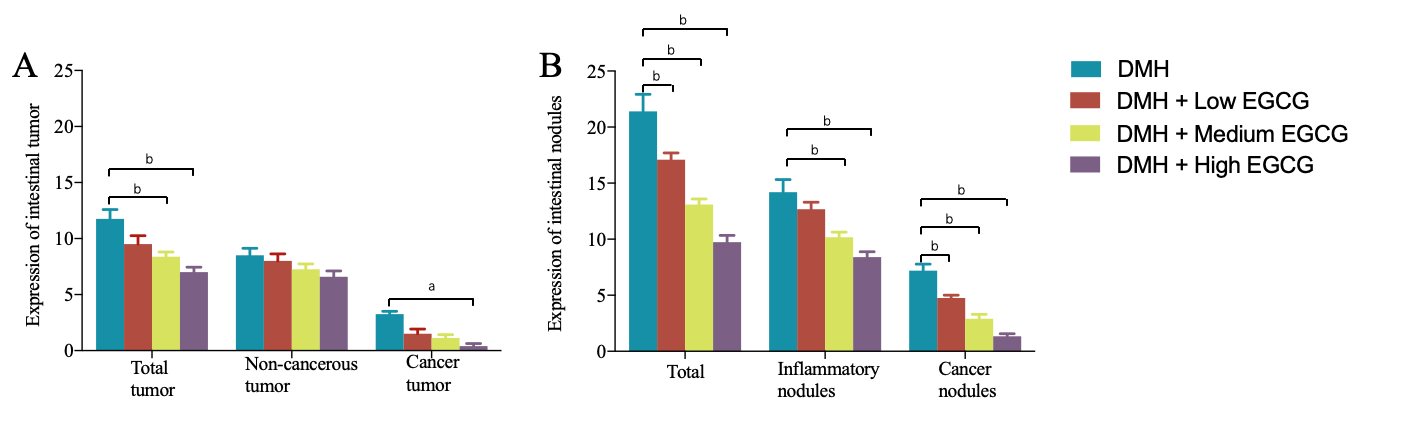 A
Expression of intestinal tumor
25
20
15
10
5
0
b
b
a
Total
tumor
Non-cancerous
tumor
Cancer
tumor
B
Expression of intestinal nodules
25
20
15
10
5
0
b
b
b
b
b
b
b
b
Total
Inflammatory
nodules
Cancer
nodules
DMH
DMH + Low EGCG
DMH + Medium EGCG
DMH + High EGCG